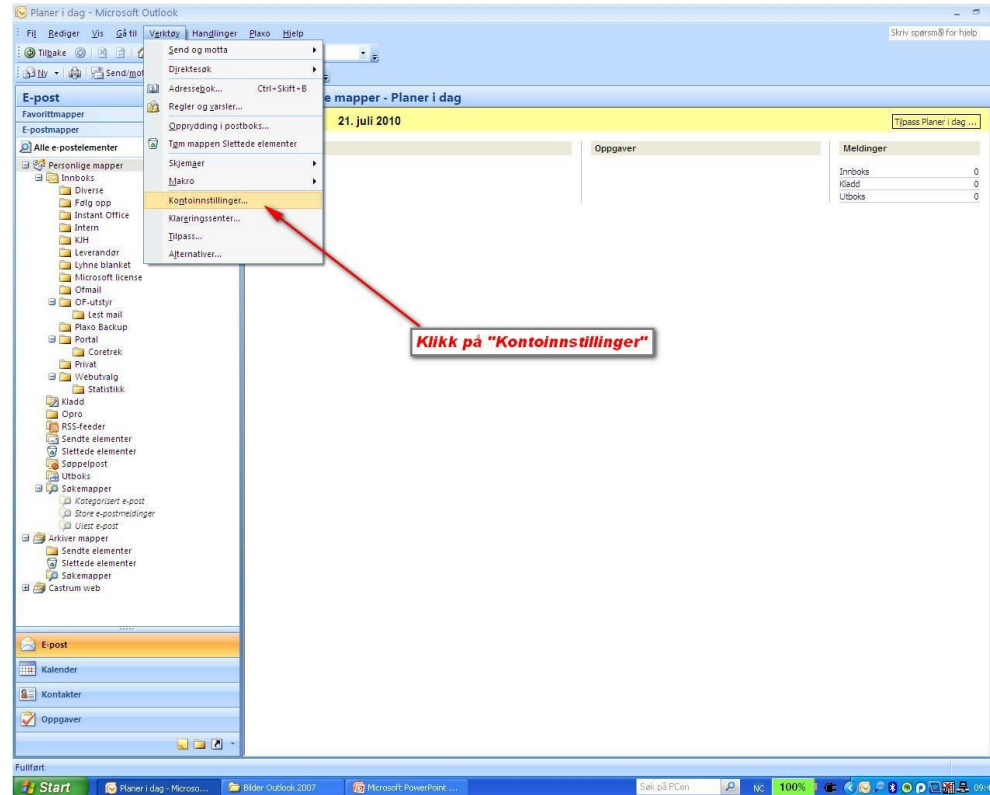 Planer i dag - Microsoft Outlook
Fil Rediger Vis Gå til Verktøy Handlinger Plaxo Hjelp
Skriv spørsmål for hjelp
Tilbake
Ny Send/mot
Send og motta
Direktesøk
Adressebok... Ctrl+Skift+B
Regler og varsler...
Opprydding i postboks...
Tøm mappen Slettede elementer
Skjemaer
Makro
Kontoinnstillinger...
Klareringssenter...
Tilpass...
Alternativer...
E-post
e mapper - Planer i dag
Favorittmapper
E-postmapper
21. juli 2010
Tilpass Planer i dag ...
Alle e-postelementer
Oppgaver
Meldinger
Innboks 0
Kladd 0
Utboks 0
Personlige mapper
Innboks
Diverse
Følg opp
Instant Office
Intern
KJH
Leverandør
Lyhne blanket
Microsoft license
Ofmail
OF-utstyr
Lest mail
Plaxo Backup
Portal
Coretrek
Privat
Webutvalg
Statistikk
Kladd
Opro
RSS-feeder
Sendte elementer
Slettede elementer
Søppelpost
Utboks
Søkemapper
Kategorisert e-post
Store e-postmeldinger
Ulest e-post
Arkiver mapper
Sendte elementer
Slettede elementer
Søkemapper
Castrum web
Klikk på "Kontoinnstillinger"
E-post
Kalender
Kontakter
Oppgaver
Fullført
Start
Planer i dag - Microso...
Bilder Outlook 2007
Microsoft PowerPoint ...
Søk på PCen
NC
100%
09:4